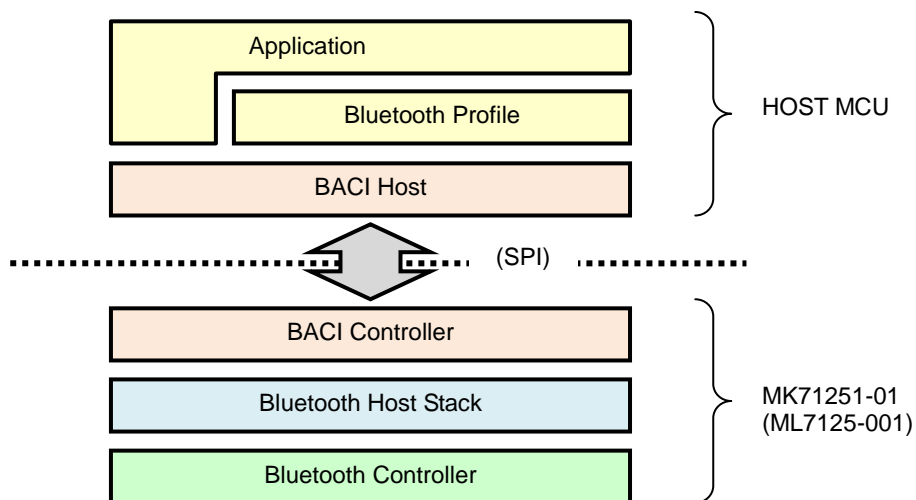 Application
Bluetooth Profile
HOST MCU
BACI Host
(SPI)
BACI Controller
Bluetooth Host Stack
MK71251-01
(ML7125-001)
Bluetooth Controller